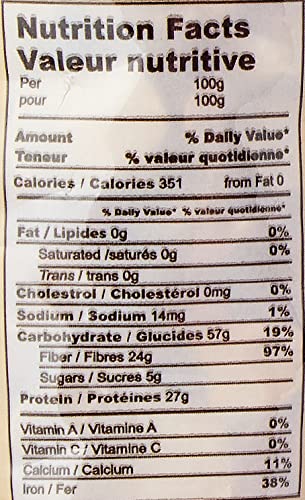 Nutrition Facts
Valeur nutritive
Per 100g
pour 100g
Amount % Daily Value*
Teneur % valeur quotidienne*
Calories / Calories 351 from Fat 0
% Daily Value* % valeur quotidienne*
Fat / Lipides 0g 0%
Saturated /saturés 0g 0%
Trans / trans 0g
Cholestrol / Cholestérol 0mg 0%
Sodium / Sodium 14mg 1%
Carbohydrate / Glucides 57g 19%
Fiber / Fibres 24g 97%
Sugars / Sucres 5g
Protein / Protéines 27g
Vitamin A / Vitamine A 0%
Vitamin C / Vitamine C 0%
Calcium / Calcium 11%
Iron / Fer 38%